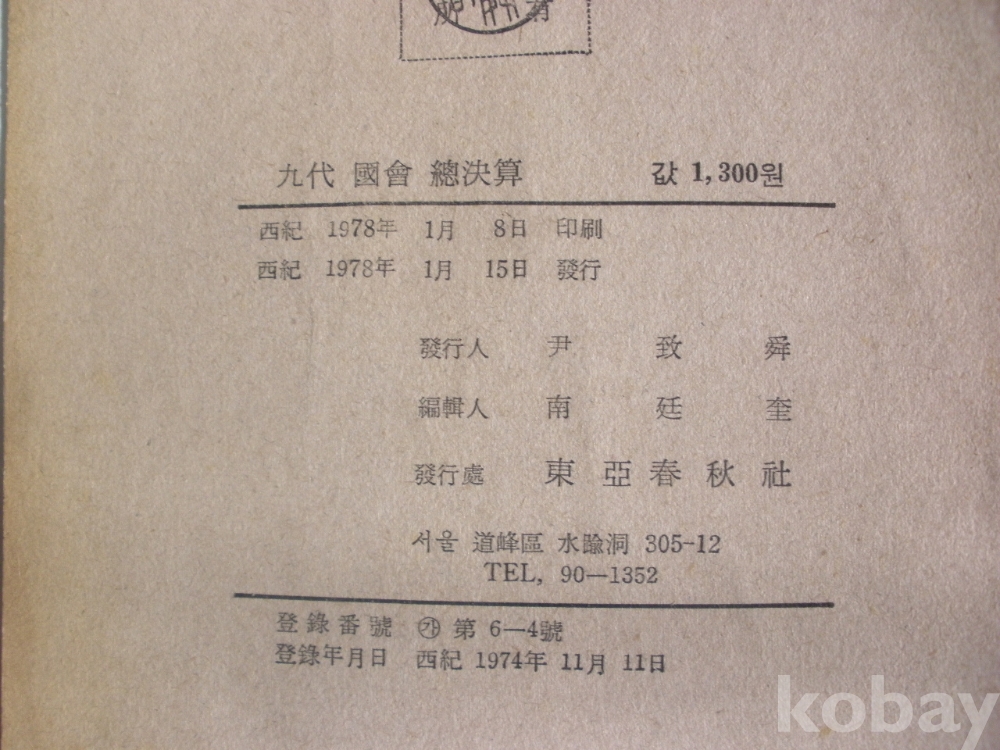 九代 國會 總決算 값 1,300원
西紀 1978年 1月 8日 印刷
西紀 1978年 1月 15日 發行
發行人 尹致舜
編輯人 南廷奎
發行處 東亞春秋社
서울 道峰區 水踰洞 305-12
TEL, 90—1352
登錄番號 ㉮ 第 6—4號
登錄年月日 西紀 1974年 11月 11日
kobay